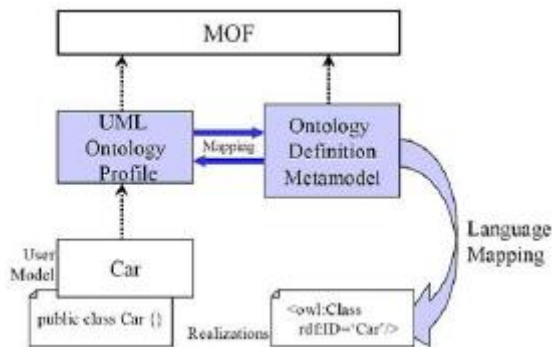 MOF
UML
Ontology
Profile
Mapping
Ontology
Definition
Metamodel
Language
Mapping
User
Model
Car
public class Car {}
Realizations
<owl:Class
rdf:ID='Car'/>